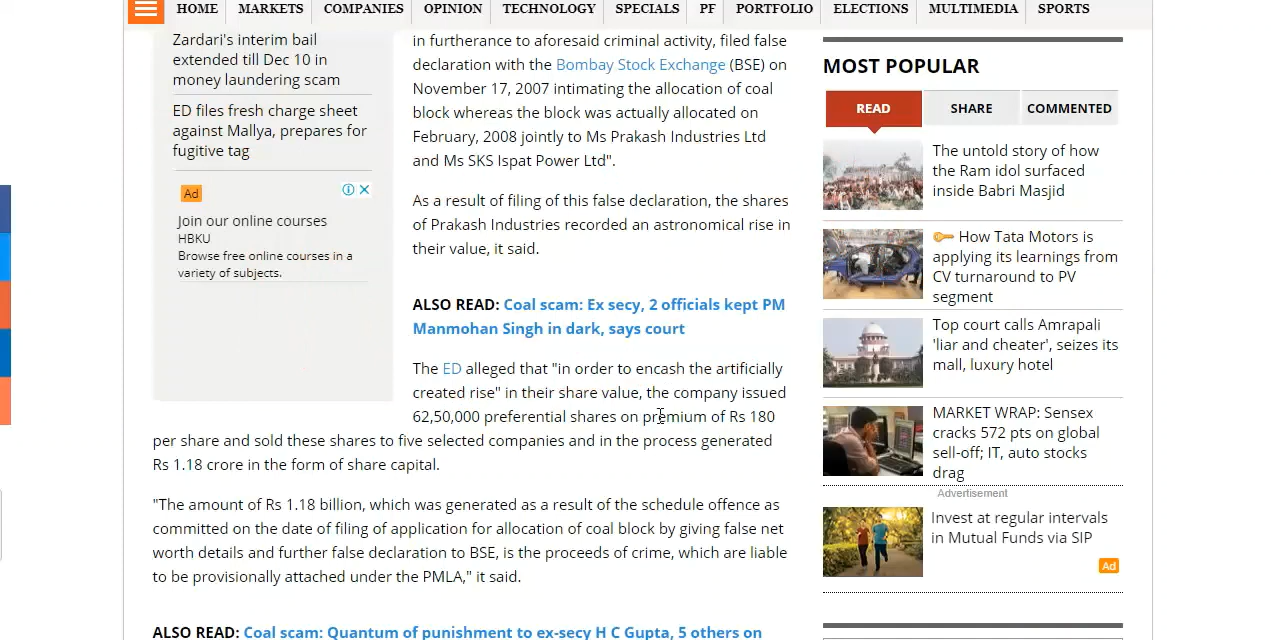 HOME MARKETS COMPANIES OPINION TECHNOLOGY SPECIALS PF PORTFOLIO ELECTIONS MULTIMEDIA SPORTS
Zardari's interim bail
extended till Dec 10 in
money laundering scam
ED files fresh charge sheet
against Mallya, prepares for
fugitive tag
Ad
Join our online courses
HBKU
Browse free online courses in a
variety of subjects.
in furtherance to aforesaid criminal activity, filed false
declaration with the Bombay Stock Exchange (BSE) on
November 17, 2007 intimating the allocation of coal
block whereas the block was actually allocated on
February, 2008 jointly to Ms Prakash Industries Ltd
and Ms SKS Ispat Power Ltd".
As a result of filing of this false declaration, the shares
of Prakash Industries recorded an astronomical rise in
their value, it said.
ALSO READ: Coal scam: Ex secy, 2 officials kept PM
Manmohan Singh in dark, says court
The ED alleged that "in order to encash the artificially
created rise" in their share value, the company issued
62,50,000 preferential shares on premium of Rs 180
per share and sold these shares to five selected companies and in the process generated
Rs 1.18 crore in the form of share capital.
"The amount of Rs 1.18 billion, which was generated as a result of the schedule offence as
committed on the date of filing of application for allocation of coal block by giving false net
worth details and further false declaration to BSE, is the proceeds of crime, which are liable
to be provisionally attached under the PMLA," it said.
ALSO READ: Coal scam: Quantum of punishment to ex-secy H C Gupta, 5 others on
MOST POPULAR
READ SHARE COMMENTED
The untold story of how
the Ram idol surfaced
inside Babri Masjid
How Tata Motors is
applying its learnings from
CV turnaround to PV
segment
Top court calls Amrapali
'liar and cheater', seizes its
mall, luxury hotel
MARKET WRAP: Sensex
cracks 572 pts on global
sell-off; IT, auto stocks
drag
Advertisement
Invest at regular intervals
in Mutual Funds via SIP
Ad